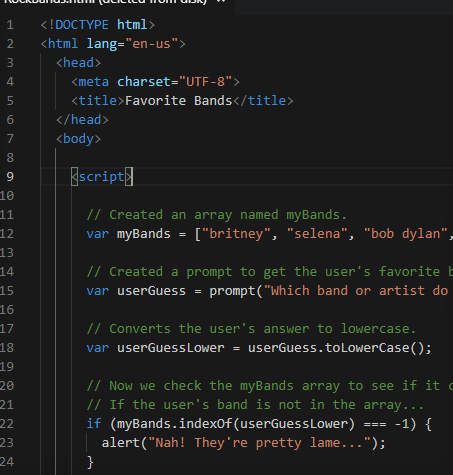 RockBands.html (deleted from disk)
1 <!DOCTYPE html>
2 <html lang="en-us">
3 <head>
4 <meta charset="UTF-8">
5 <title>Favorite Bands</title>
6 </head>
7 <body>
8
9 <script>
10
11 // Created an array named myBands.
12 var myBands = ["britney", "selena", "bob dylan",
13
14 // Created a prompt to get the user's favorite b
15 var userGuess = prompt("Which band or artist do
16
17 // Converts the user's answer to lowercase.
18 var userGuessLower = userGuess.toLowerCase();
19
20 // Now we check the myBands array to see if it c
21 // If the user's band is not in the array...
22 if (myBands.indexOf(userGuessLower) === -1) {
23 alert("Nah! They're pretty lame...");
24 }